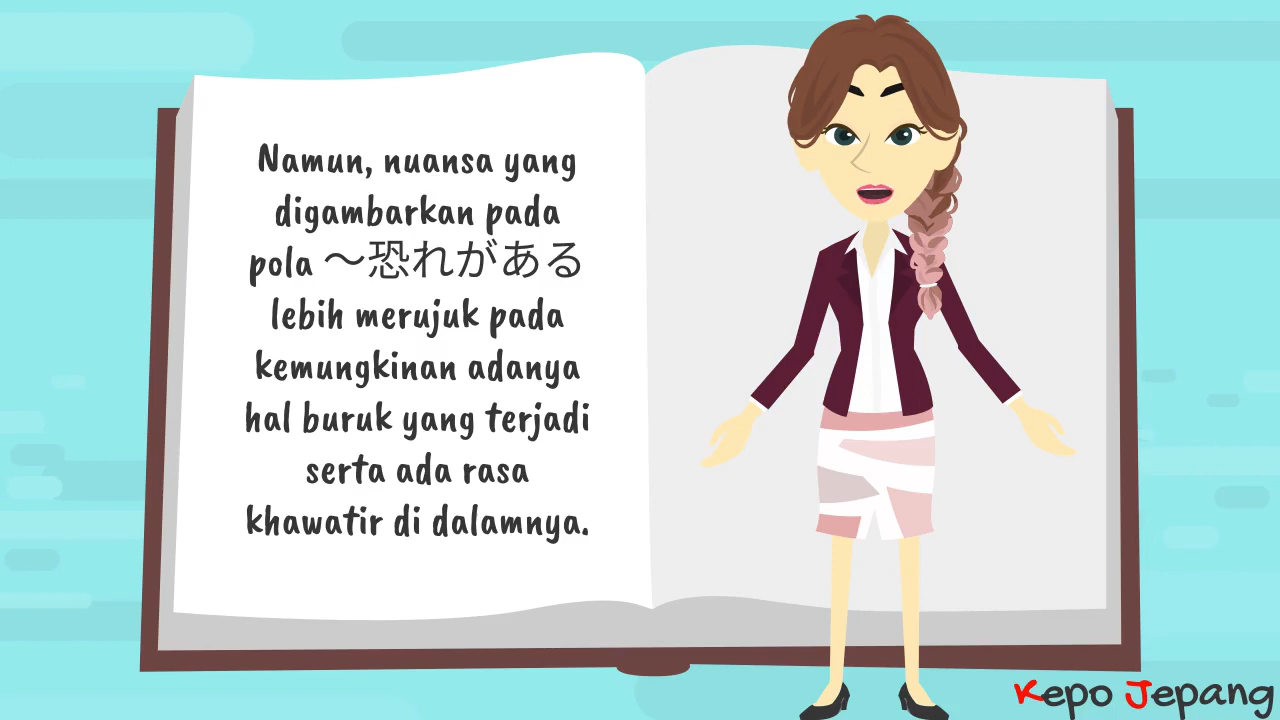 Namun, nuansa yang
digambarkan pada
pola ～恐れがある
lebih merujuk pada
kemungkinan adanya
hal buruk yang terjadi
serta ada rasa
khawatir di dalamnya.
Kepo Jepang